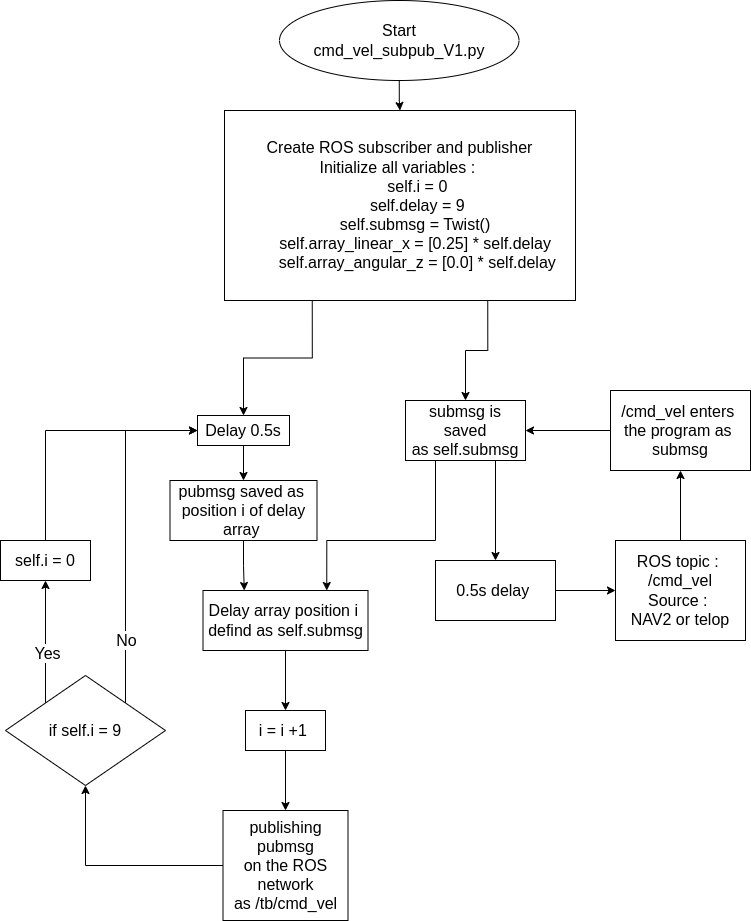 Start
cmd_vel_subpub_V1.py
Create ROS subscriber and publisher
Initialize all variables :
self.i = 0
self.delay = 9
self.submsg = Twist()
self.array_linear_x = [0.25] * self.delay
self.array_angular_z = [0.0] * self.delay
Delay 0.5s
pubmsg saved as
position i of delay
array
Delay array position i
defind as self.submsg
i = i +1
publishing
pubmsg
on the ROS
network
as /tb/cmd_vel
if self.i = 9
Yes
No
self.i = 0
submsg is
saved
as self.submsg
0.5s delay
ROS topic :
/cmd_vel
Source :
NAV2 or telop
/cmd_vel enters
the program as
submsg